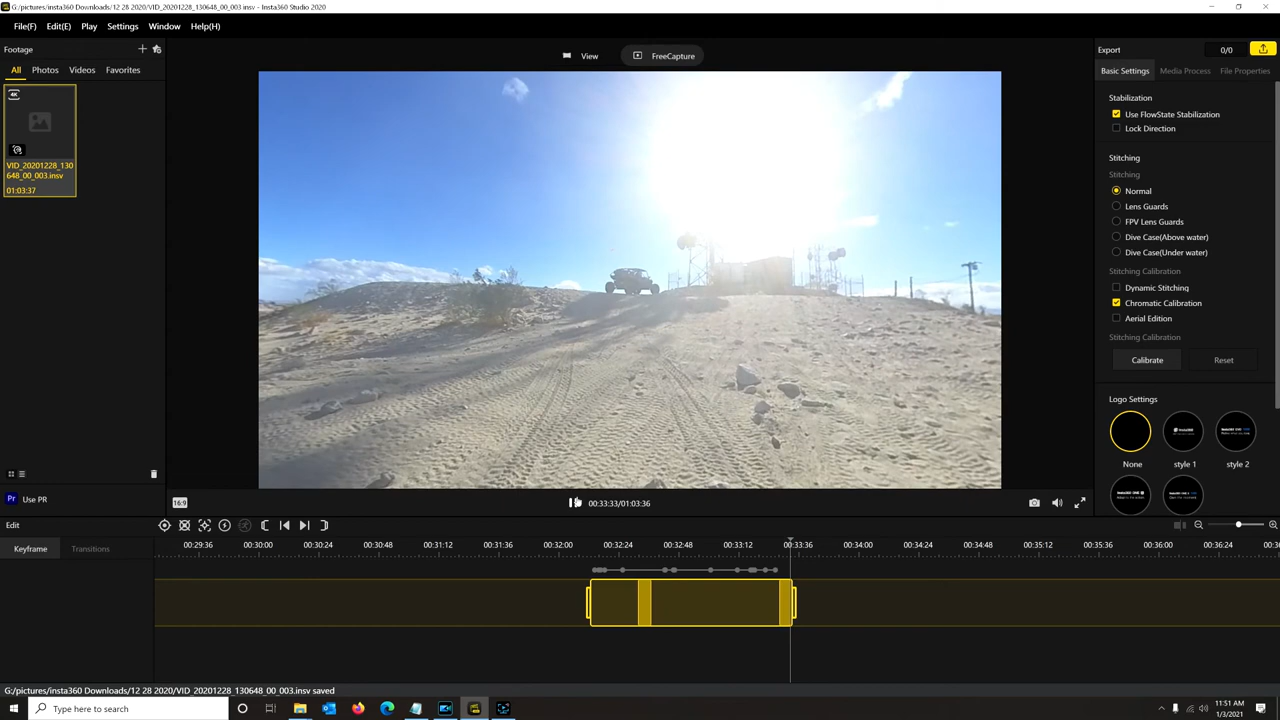 G:/pictures/insta360 Downloads/12 28 2020/VID_20201228_130648_00_003.insv - Insta360 Studio 2020
File(F) Edit(E) Play Settings Window Help(H)
Footage
All Photos Videos Favorites
4K
VID_20201228_130
648_00_003.insv
01:03:37
Pr Use PR
View FreeCapture
16:9
00:33:33/01:03:36
Export 0/0
Basic Settings Media Process File Properties
Stabilization
Use FlowState Stabilization
Lock Direction
Stitching
Stitching
Normal
Lens Guards
FPV Lens Guards
Dive Case(Above water)
Dive Case(Under water)
Stitching Calibration
Dynamic Stitching
Chromatic Calibration
Aerial Edition
Stitching Calibration
Calibrate Reset
Logo Settings
None style 1 style 2
Edit
Keyframe Transitions
00:29:36 00:30:00 00:30:24 00:30:48 00:31:12 00:31:36 00:32:00 00:32:24 00:32:48 00:33:12 00:33:36 00:34:00 00:34:24 00:34:48 00:35:12 00:35:36 00:36:00 00:36:24
G:/pictures/insta360 Downloads/12 28 2020/VID_20201228_130648_00_003.insv saved
Type here to search
11:51 AM
1/3/2021